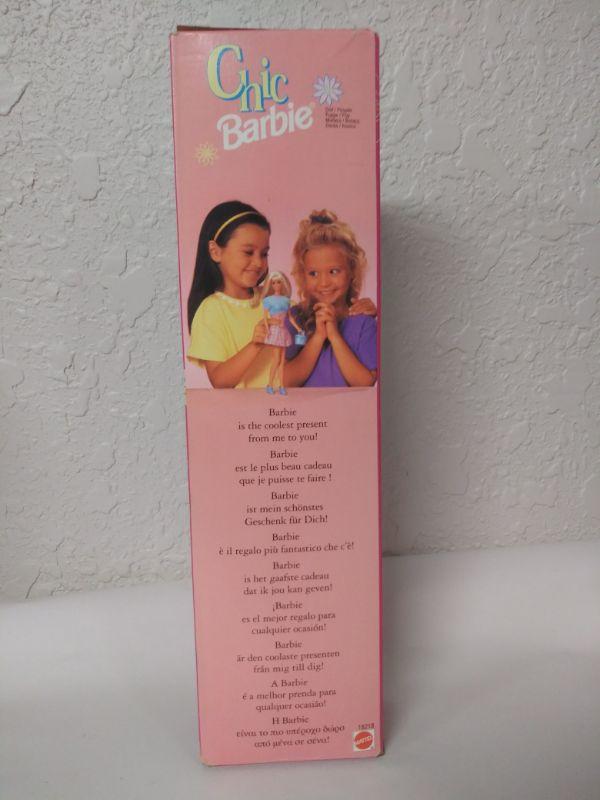 Chic
Barbie
Barbie
is the coolest present
from me to you!
Barbie
est le plus beau cadeau
que je puisse te faire !
Barbie
ist mein schönstes
Geschenk für Dich!
Barbie
è il regalo più fantastico che c'è!
Barbie
is het gaafste cadeau
dat ik jou kan geven!
¡Barbie
es el mejor regalo para
cualquier ocasión!
Barbie
är den coolaste presenten
från mig till dig!
A Barbie
é a melhor prenda para
qualquer ocasião!
Η Barbie
είναι το πιο υπέροχο δώρο
από μένα σε σένα!
18218
MATTEL